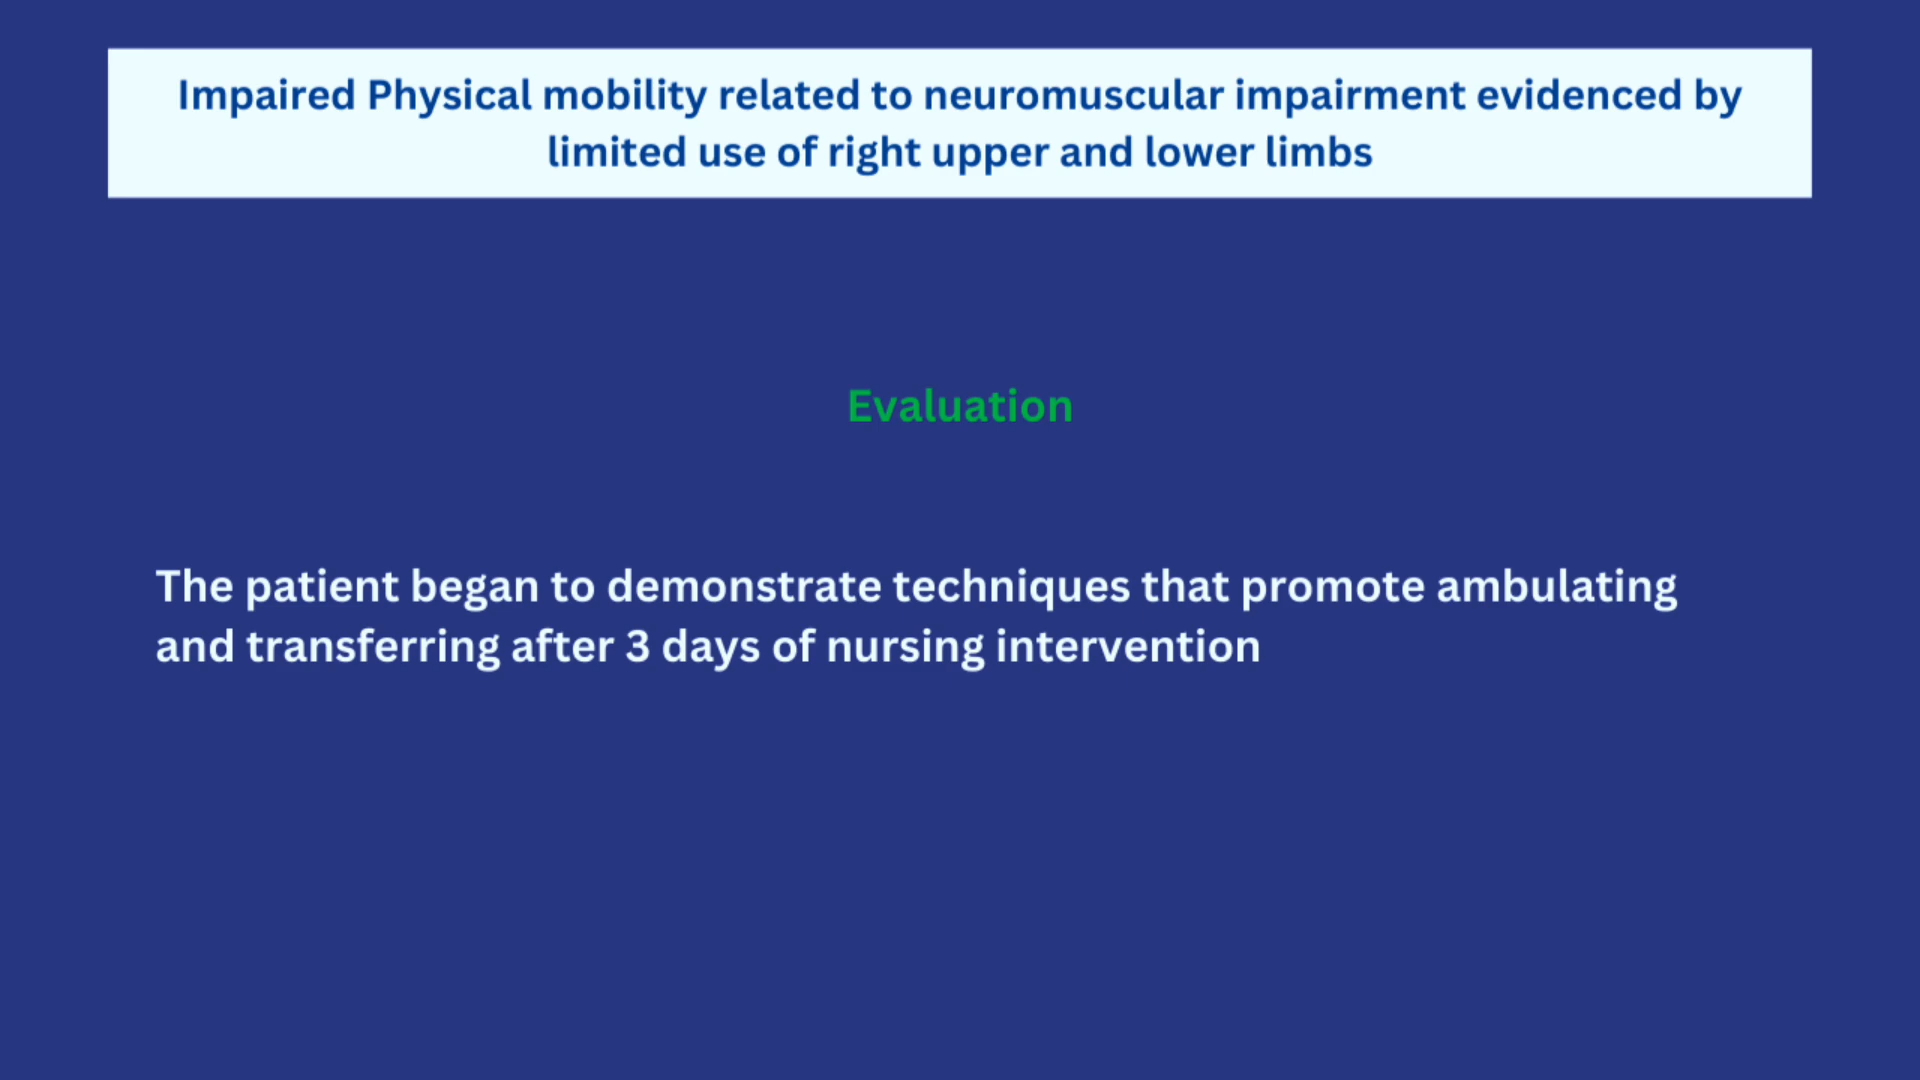 Impaired Physical mobility related to neuromuscular impairment evidenced by
limited use of right upper and lower limbs
Evaluation
The patient began to demonstrate techniques that promote ambulating
and transferring after 3 days of nursing intervention